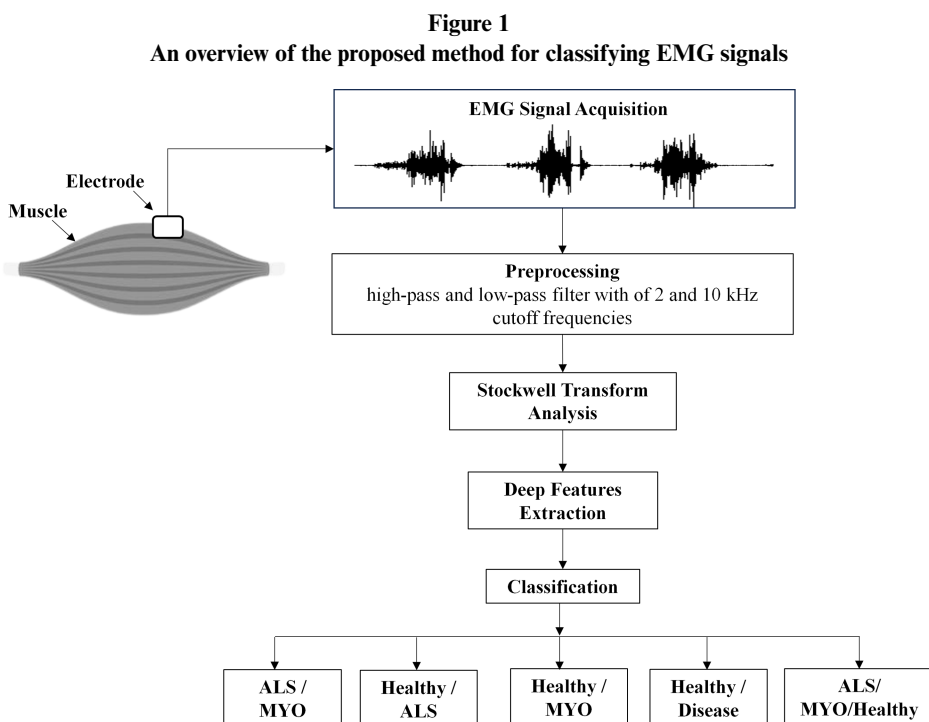 Figure 1
An overview of the proposed method for classifying EMG signals
EMG Signal Acquisition
Electrode
Muscle
Preprocessing
high-pass and low-pass filter with of 2 and 10 kHz
cutoff frequencies
Stockwell Transform
Analysis
Deep Features
Extraction
Classification
ALS /
MYO
Healthy /
ALS
Healthy /
MYO
Healthy /
Disease
ALS/
MYO/Healthy